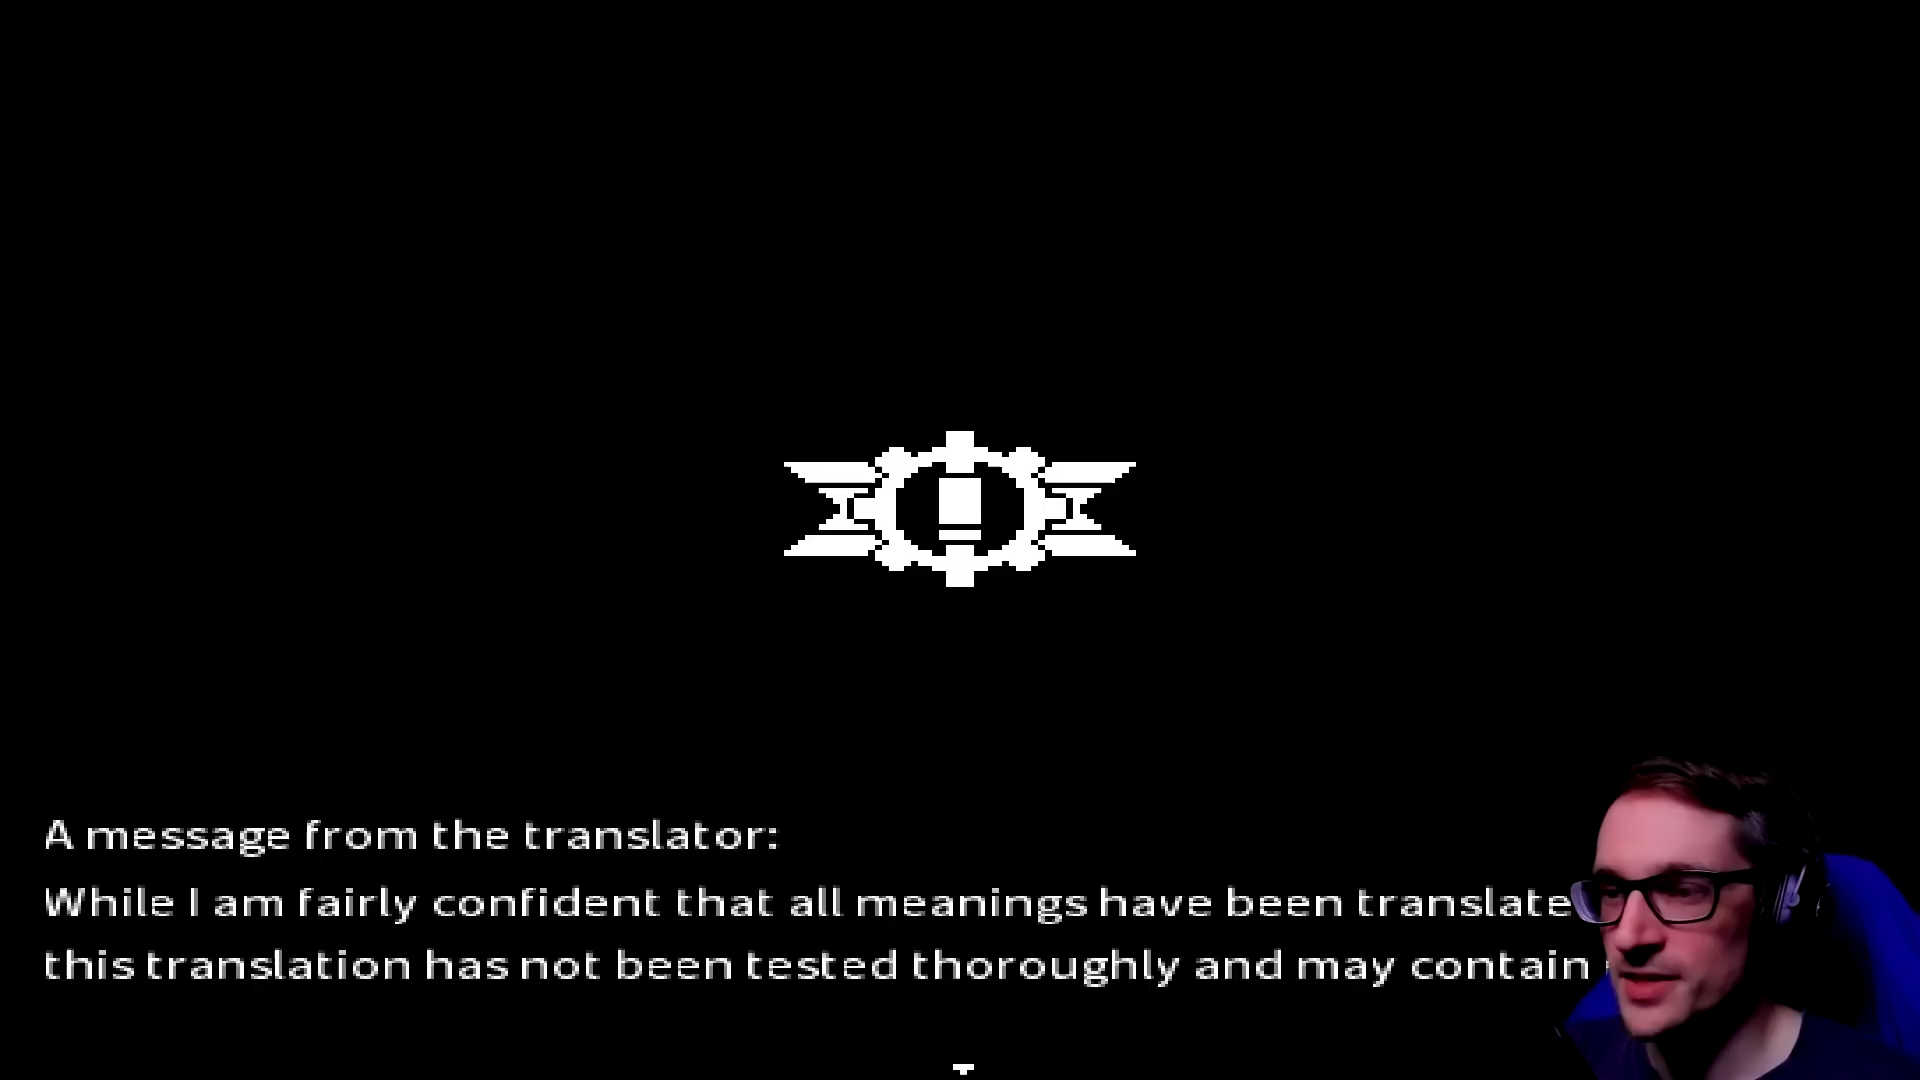 A message from the translator:
While I am fairly confident that all meanings have been
this translation has not been tested thoroughly and may contain